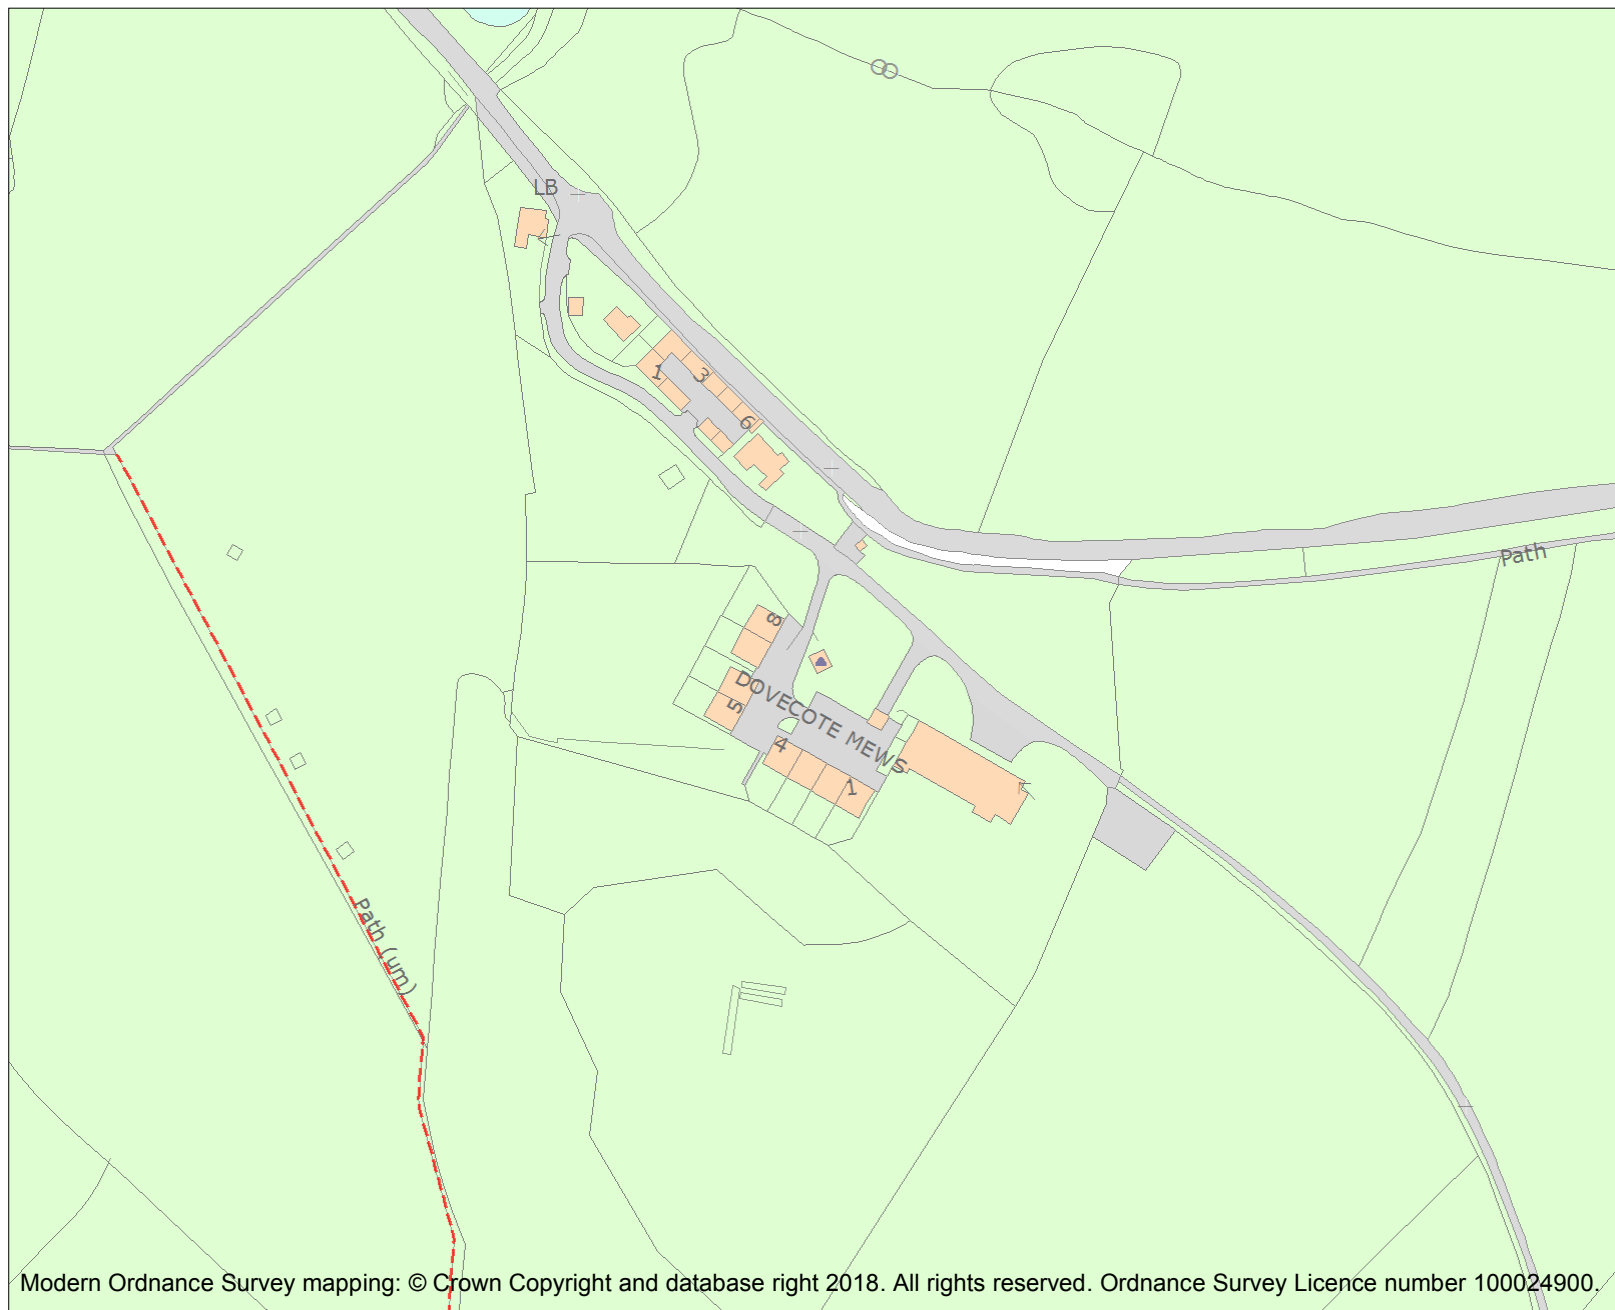 LB
1
3
6
Path
8
5
DOVECOTE MEWS
4
1
Path (um)
Modern Ordnance Survey mapping: © Crown Copyright and database right 2018. All rights reserved. Ordnance Survey Licence number 100024900.